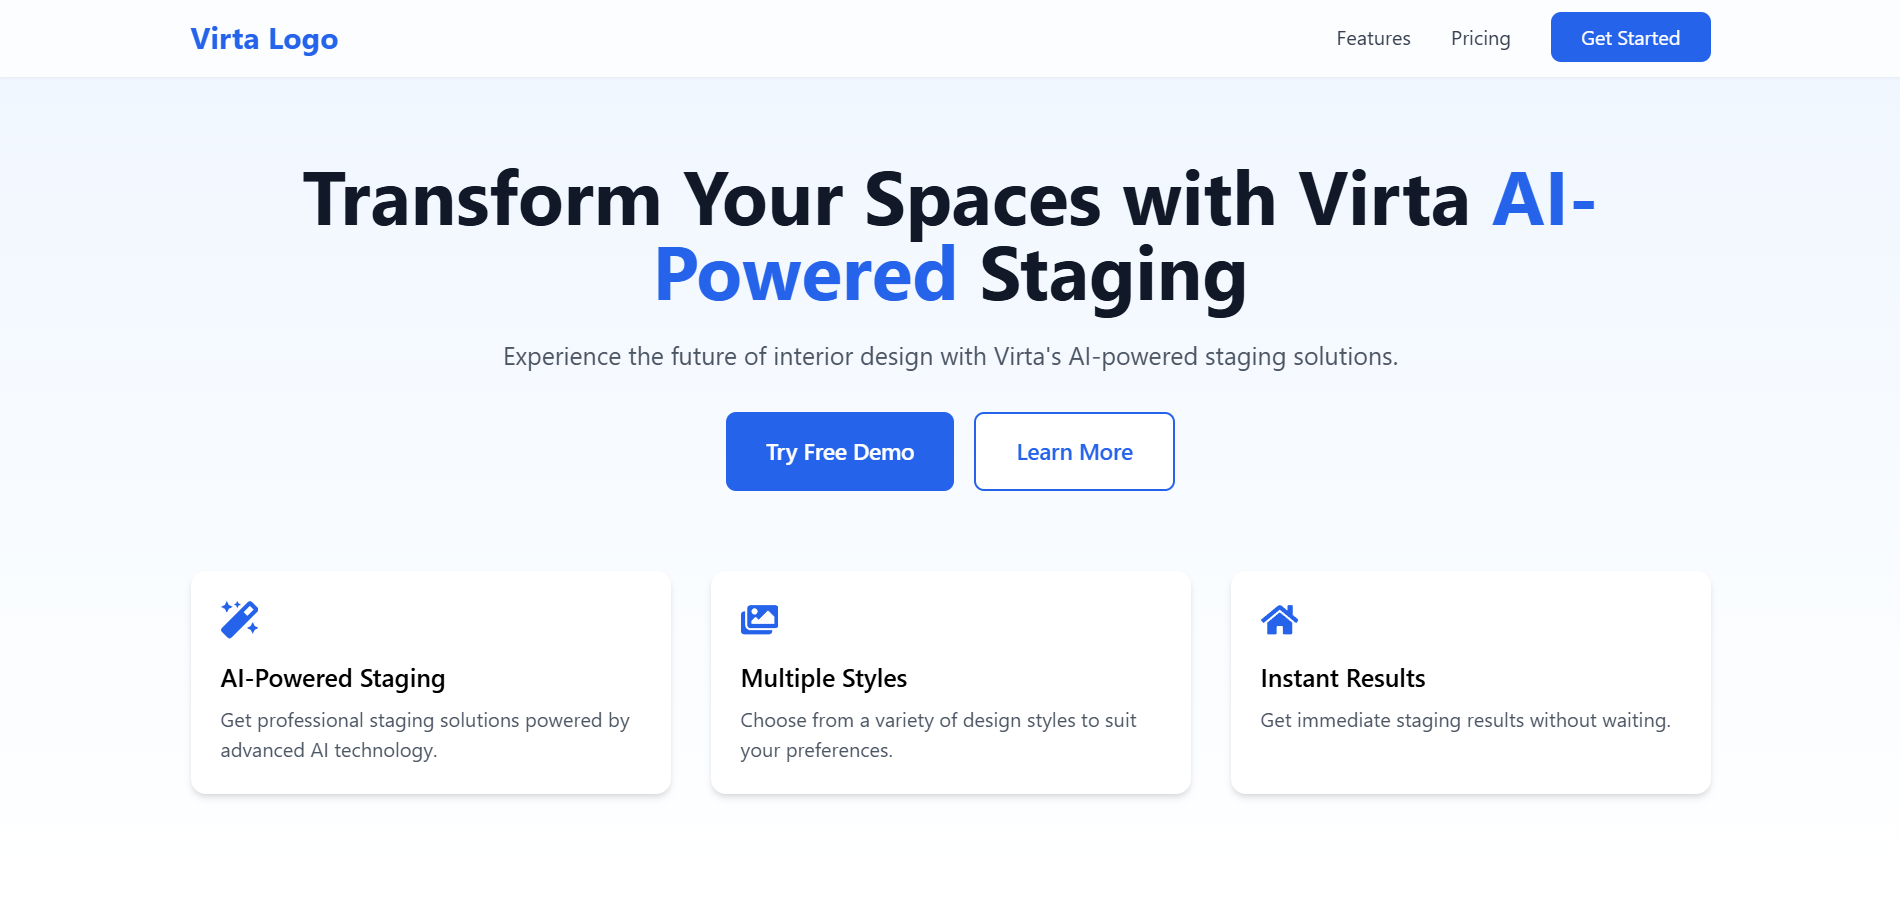 Virta Logo
Features
Pricing
Get Started
Transform Your Spaces with Virta AI-
Powered Staging
Experience the future of interior design with Virta's AI-powered staging solutions.
Try Free Demo
Learn More
AI-Powered Staging
Get professional staging solutions powered by
advanced AI technology.
Multiple Styles
Choose from a variety of design styles to suit
your preferences.
Instant Results
Get immediate staging results without waiting.